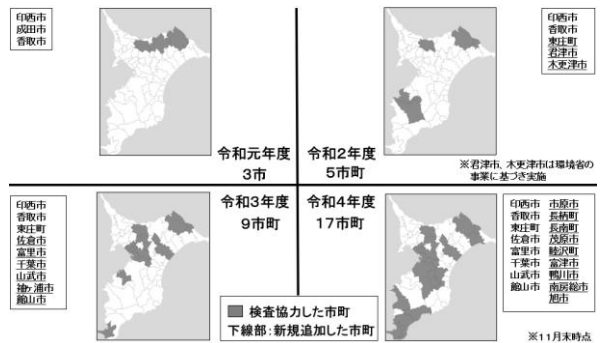 印西市
成田市
香取市
令和元年度
3市
印西市
香取市
東庄町
君津市
木更津市
令和2年度
5市町
※君津市、木更津市は環境省の
事業に基づき実施
印西市
香取市
東庄町
佐倉市
富里市
千葉市
山武市
袖ヶ浦市
館山市
令和3年度
9市町
令和4年度
17市町
印西市 市原市
香取市 長柄町
東庄町 長南町
佐倉市 茂原市
富里市 睦沢町
千葉市 富津市
山武市 鴨川市
館山市 南房総市
旭市
検査協力した市町
下線部:新規追加した市町
※11月末時点